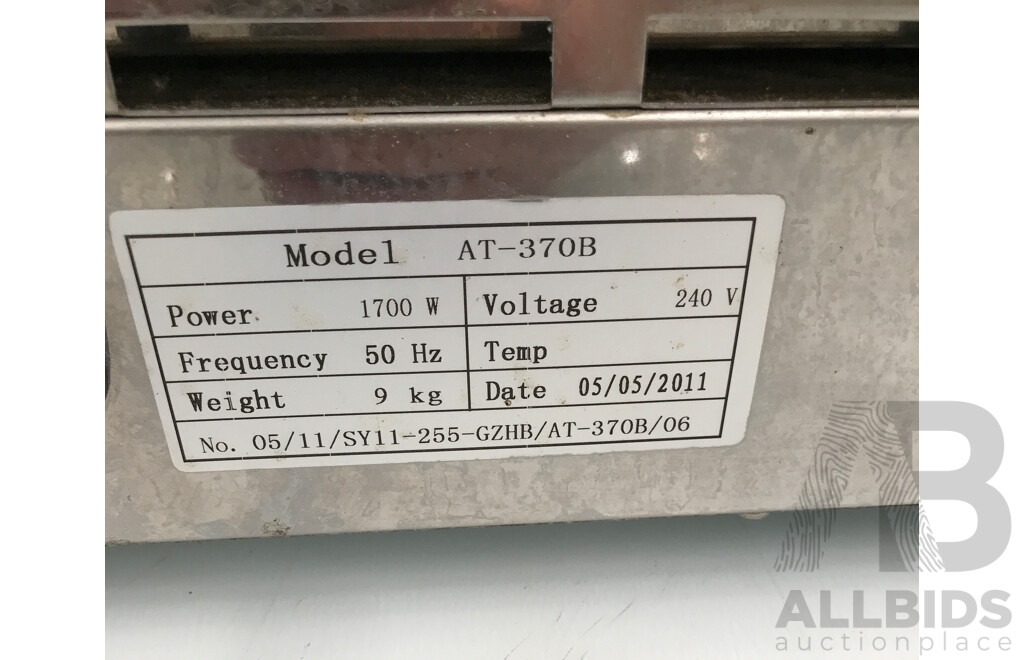 Model AT-370B
Power 1700 W Voltage 240 V
Frequency 50 Hz Temp
Weight 9 kg Date 05/05/2011
No. 05/11/SY11-255-GZHB/AT-370B/06
AB
ALLBIDS
auctionplace